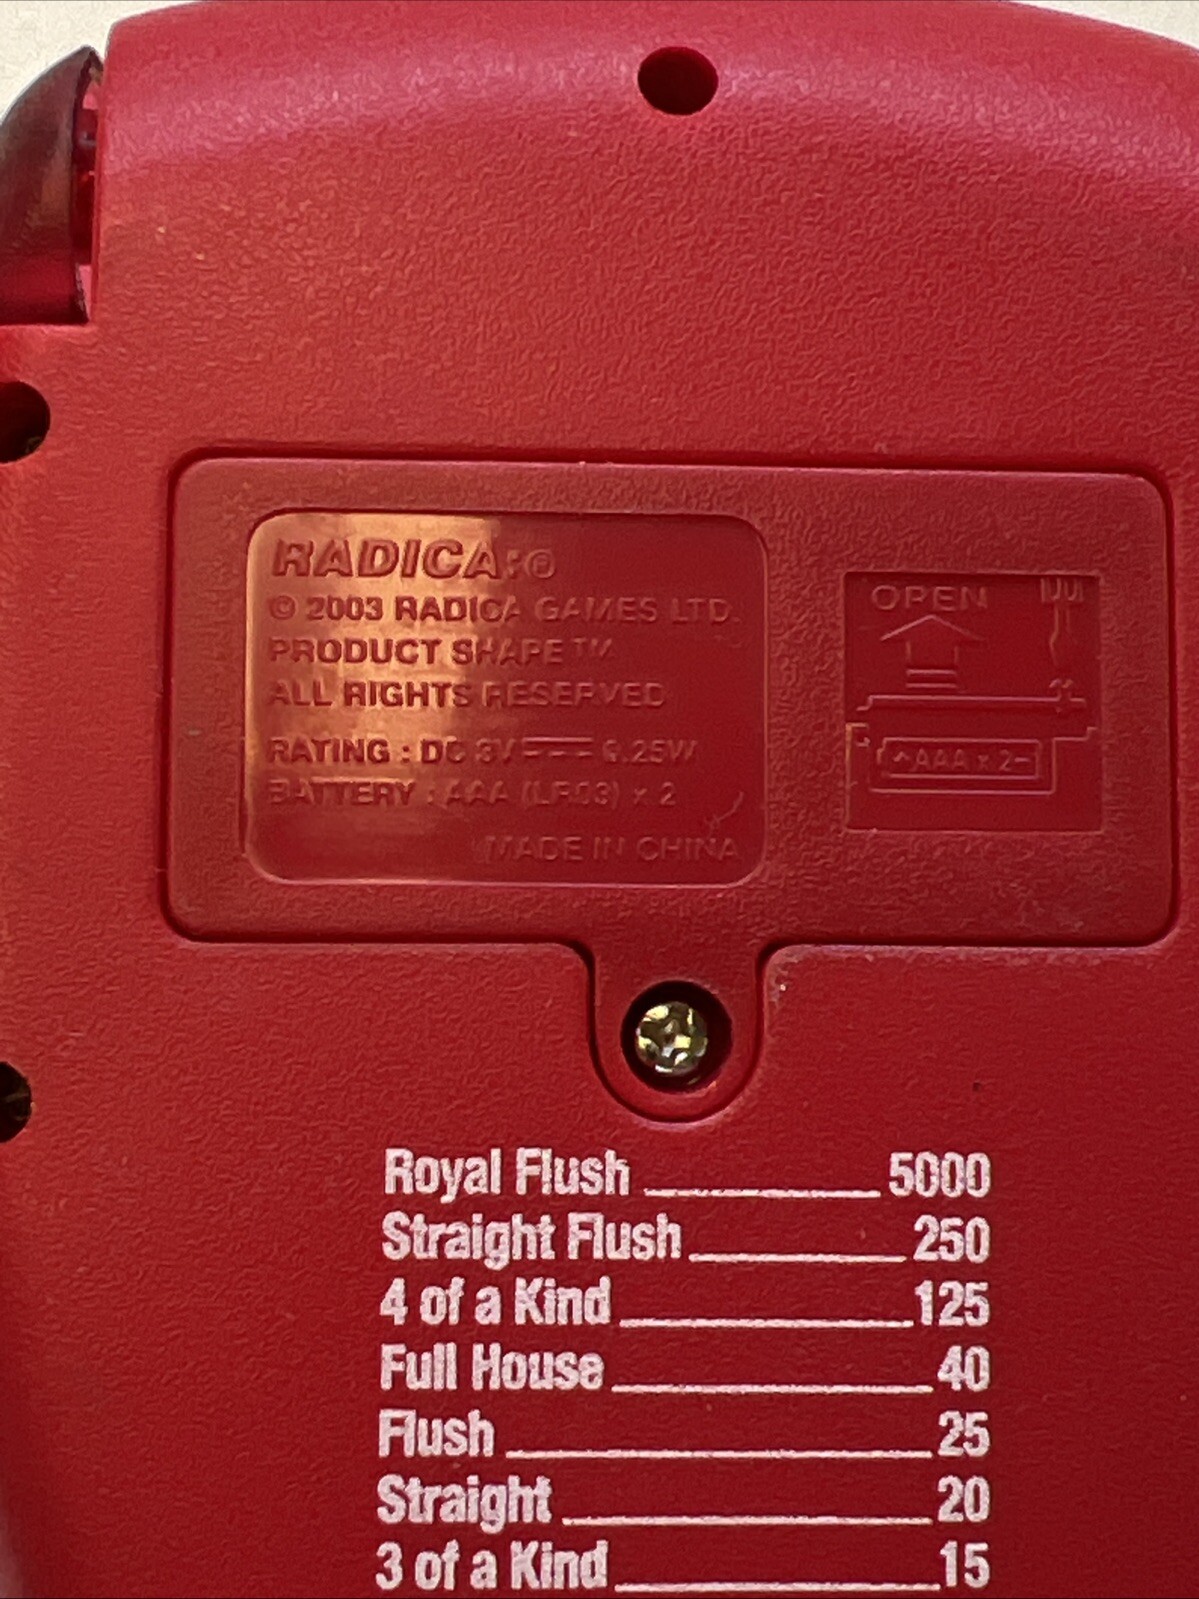 RADICA:®
© 2003 RADICA GAMES LTD.
PRODUCT SHAPE™
ALL RIGHTS RESERVED
RATING : DC 3V 0.25W
BATTERY : AAA (LR03) x 2
MADE IN CHINA
OPEN
AAA x 2
Royal Flush 5000
Straight Flush 250
4 of a Kind 125
Full House 40
Flush 25
Straight 20
3 of a Kind 15